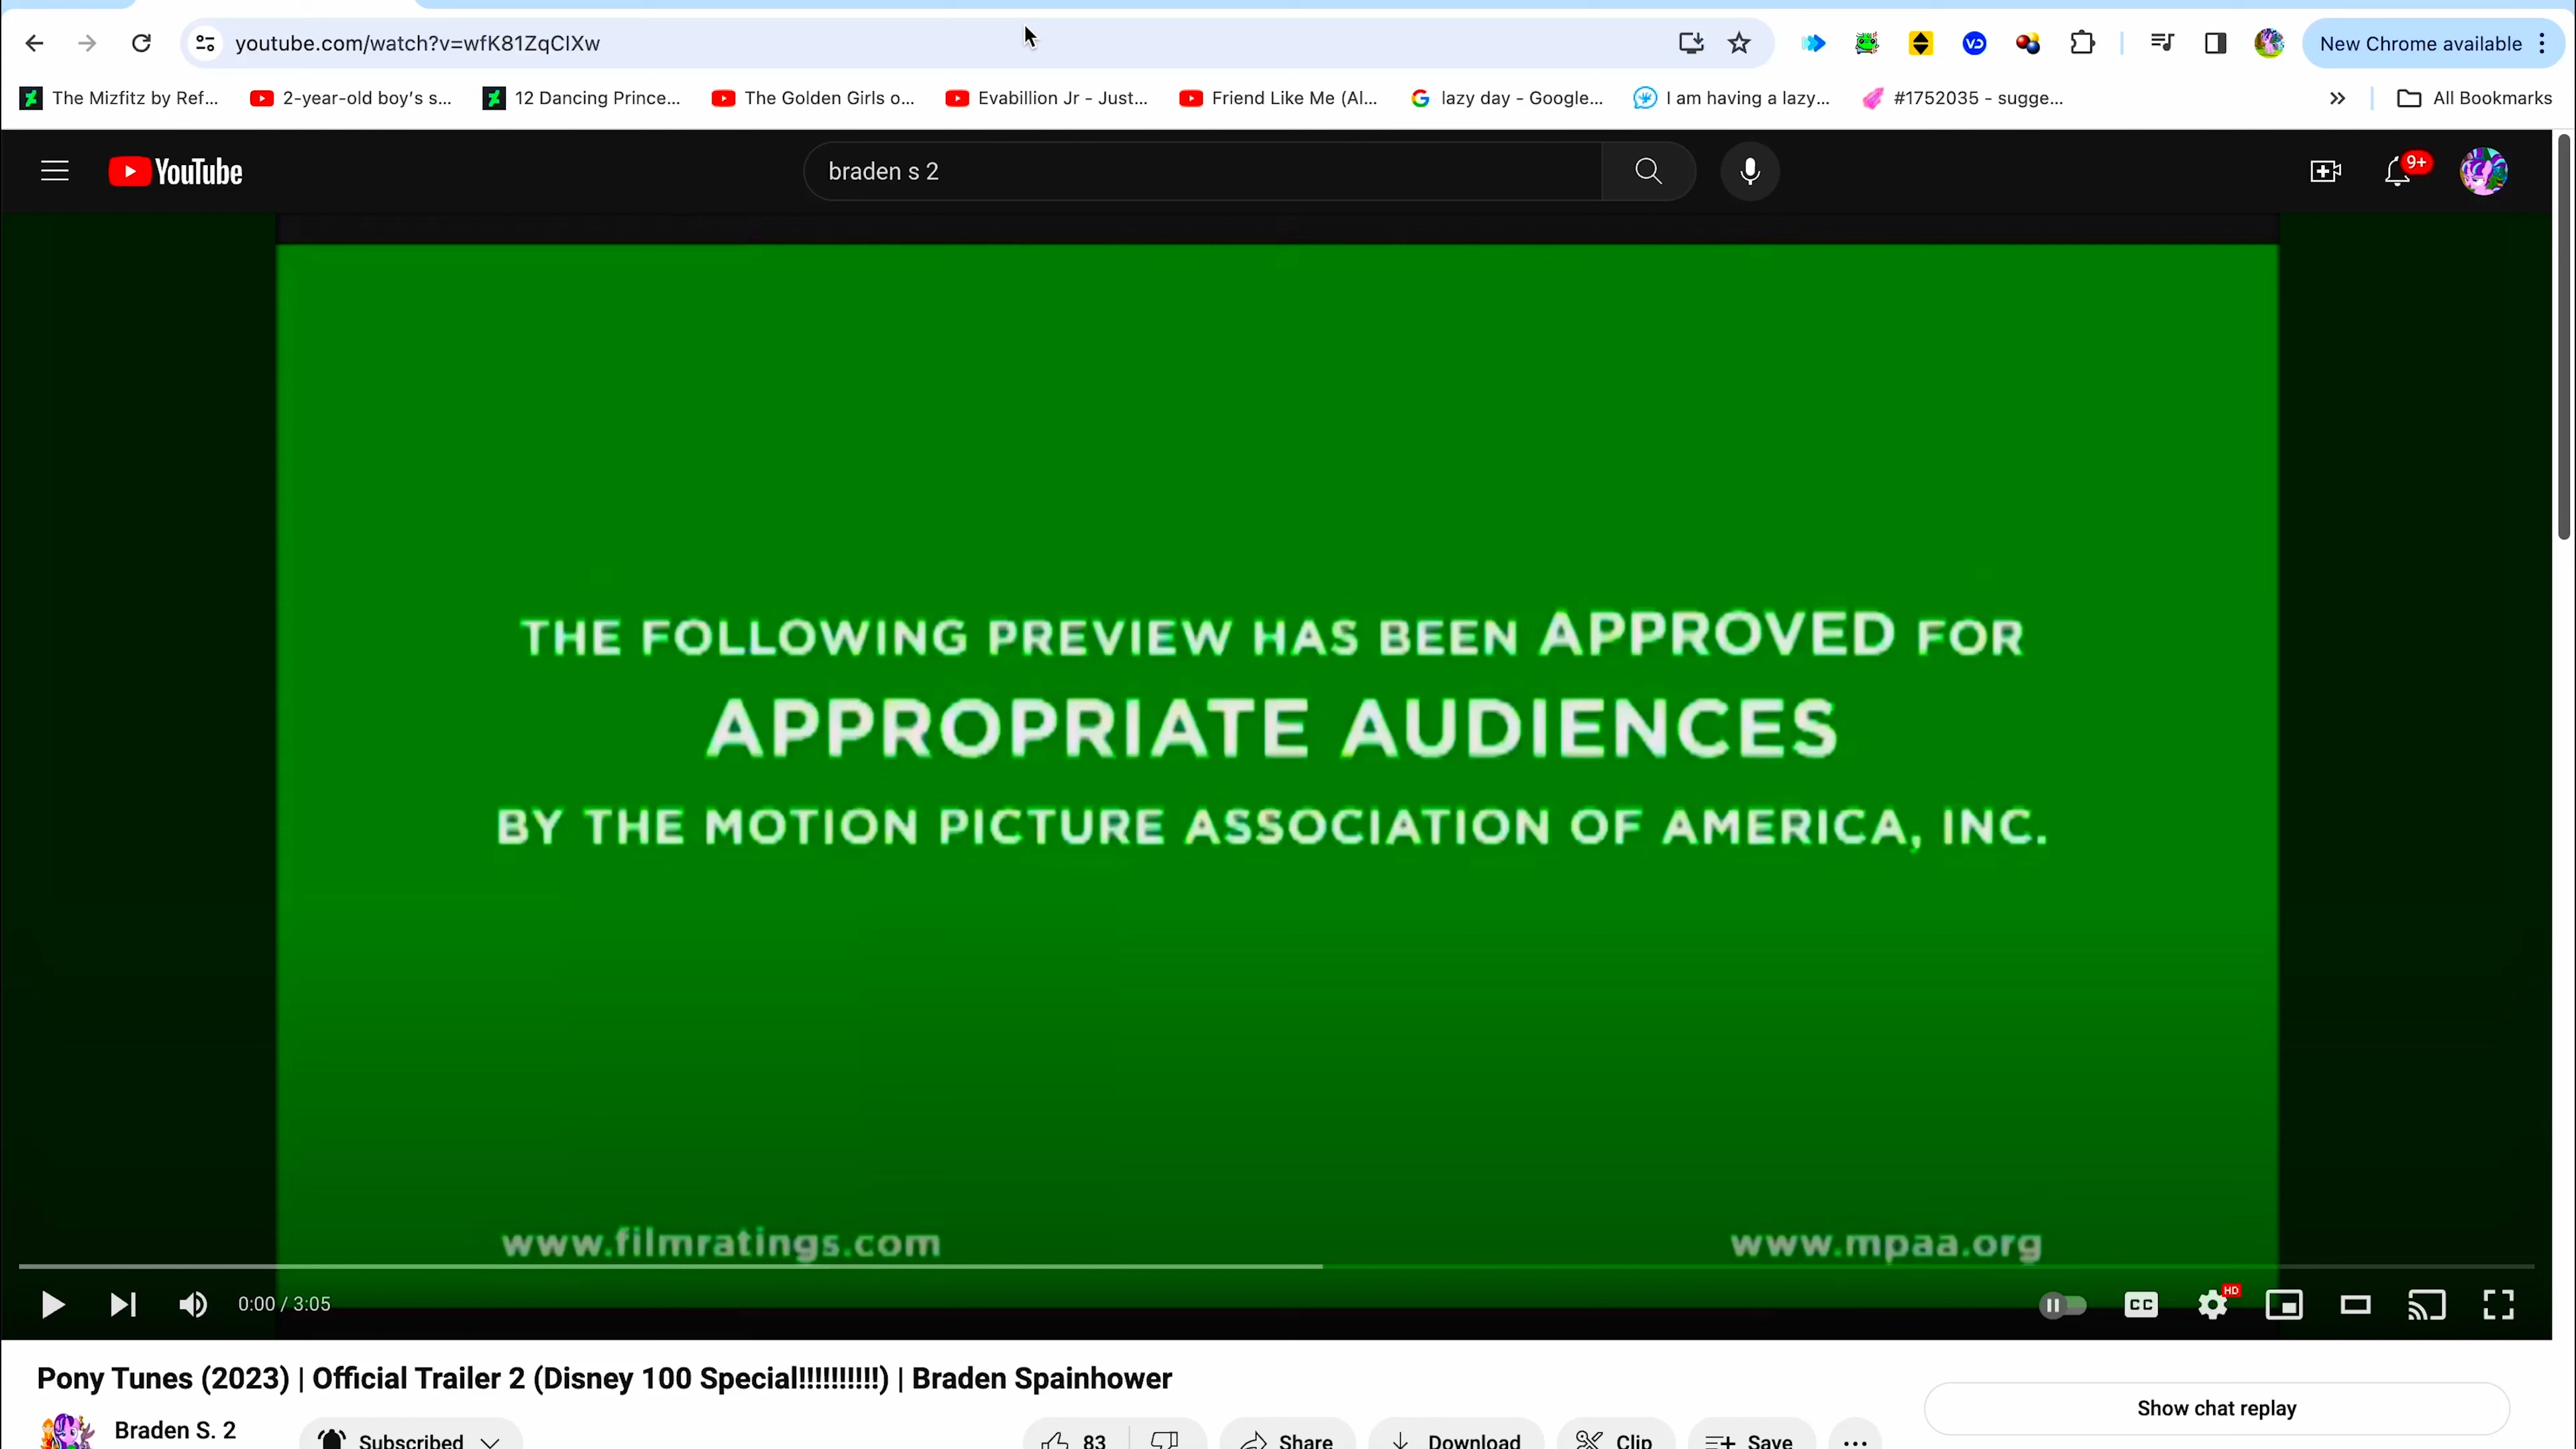 youtube.com/watch?v=wfK81ZqCIXw
New Chrome available
The Mizfitz by Ref...
2-year-old boy's s...
12 Dancing Prince...
The Golden Girls o...
Evabillion Jr - Just...
Friend Like Me (Al...
lazy day - Google...
I am having a lazy...
#1752035 - sugge...
All Bookmarks
YouTube
braden s 2
9+
THE FOLLOWING PREVIEW HAS BEEN APPROVED FOR
APPROPRIATE AUDIENCES
BY THE MOTION PICTURE ASSOCIATION OF AMERICA, INC.
www.filmratings.com
www.mpaa.org
0:00 / 3:05
CC
HD
Pony Tunes (2023) | Official Trailer 2 (Disney 100 Special!!!!!!!!!!) | Braden Spainhower
Show chat replay
Braden S. 2
Subscribed
83
Share
Download
Clip
Save